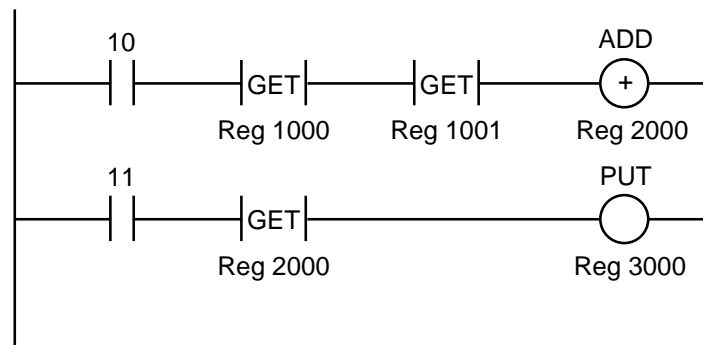 10
ADD
GET
GET
+
Reg 1000
Reg 1001
Reg 2000
11
PUT
GET
Reg 2000
Reg 3000